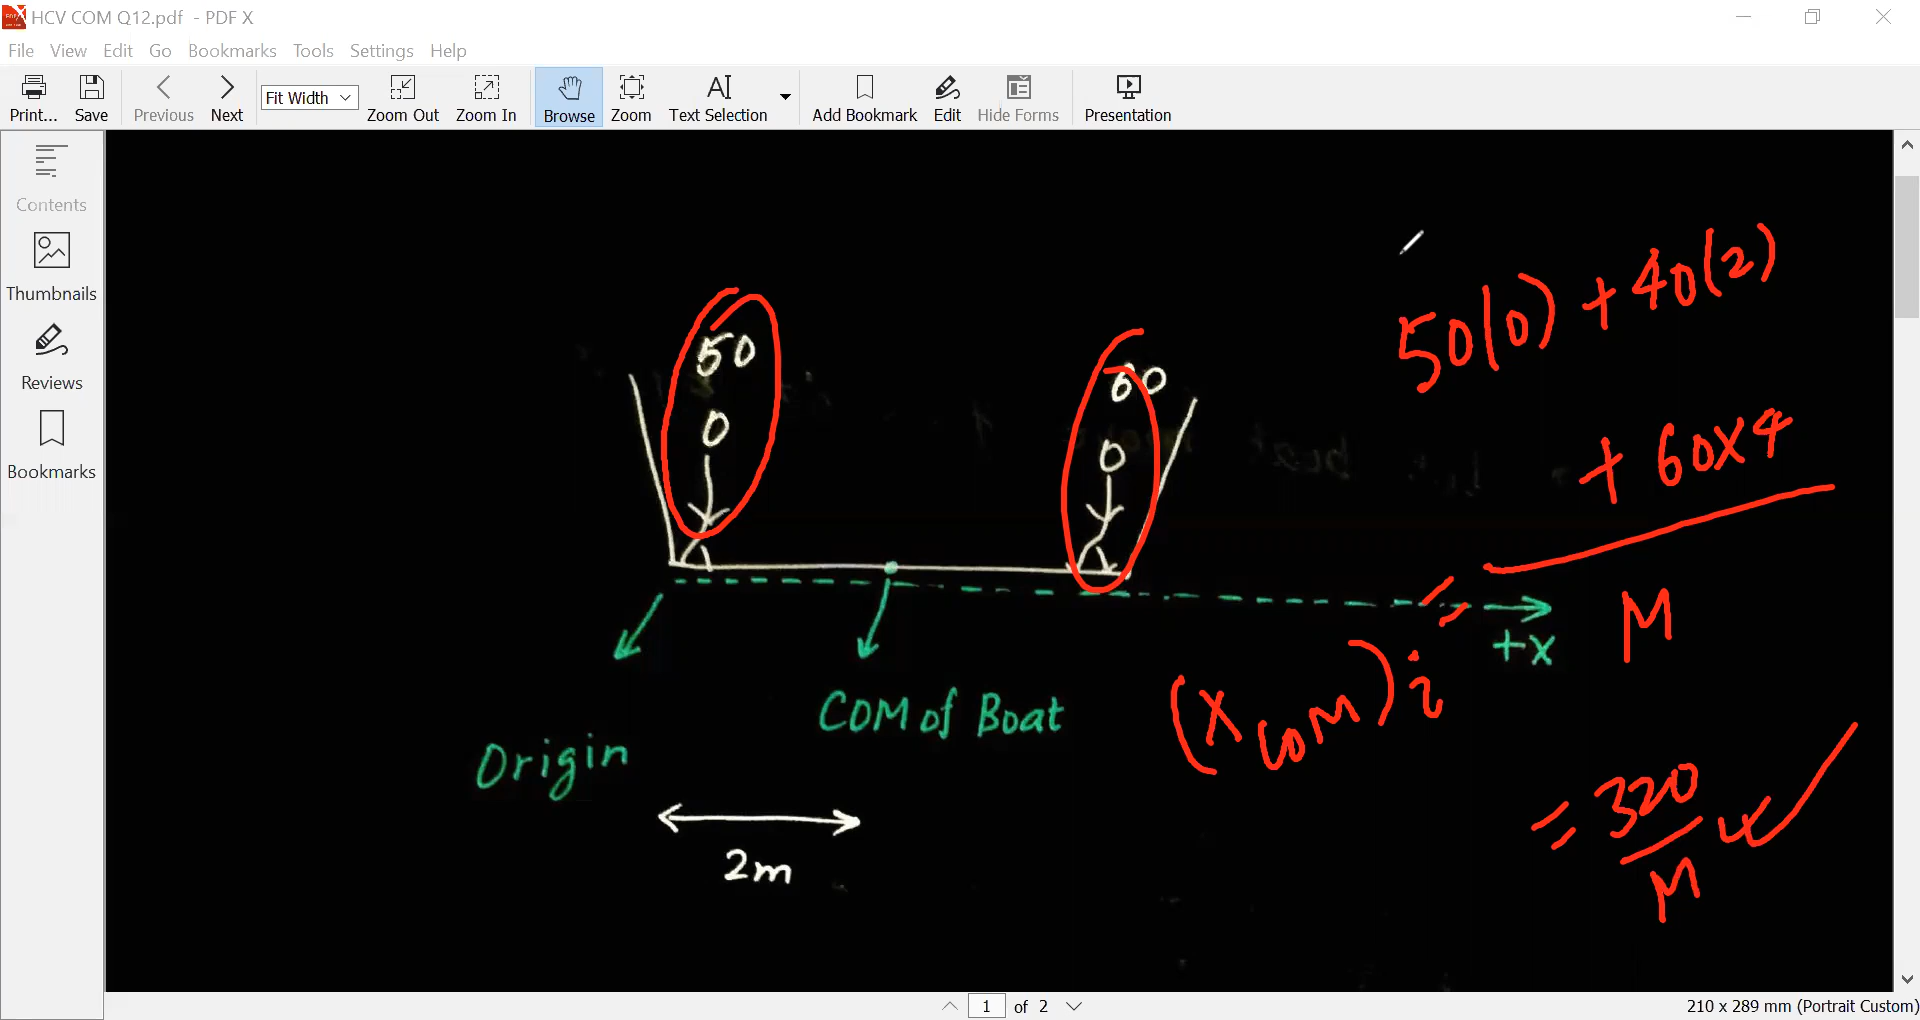 HCV COM Q12.pdf - PDF X
File View Edit Go Bookmarks Tools Settings Help
Print... Save Previous Next Fit Width Zoom Out Zoom In Browse Zoom Text Selection Add Bookmark Edit Hide Forms Presentation
Contents
Thumbnails
Reviews
Bookmarks
50
60
50(0) + 40(2)
+ 60x4
M
(X COM)i =
= 320
M
+X
COM of Boat
Origin
2m
1 of 2
210 x 289 mm (Portrait Custom)